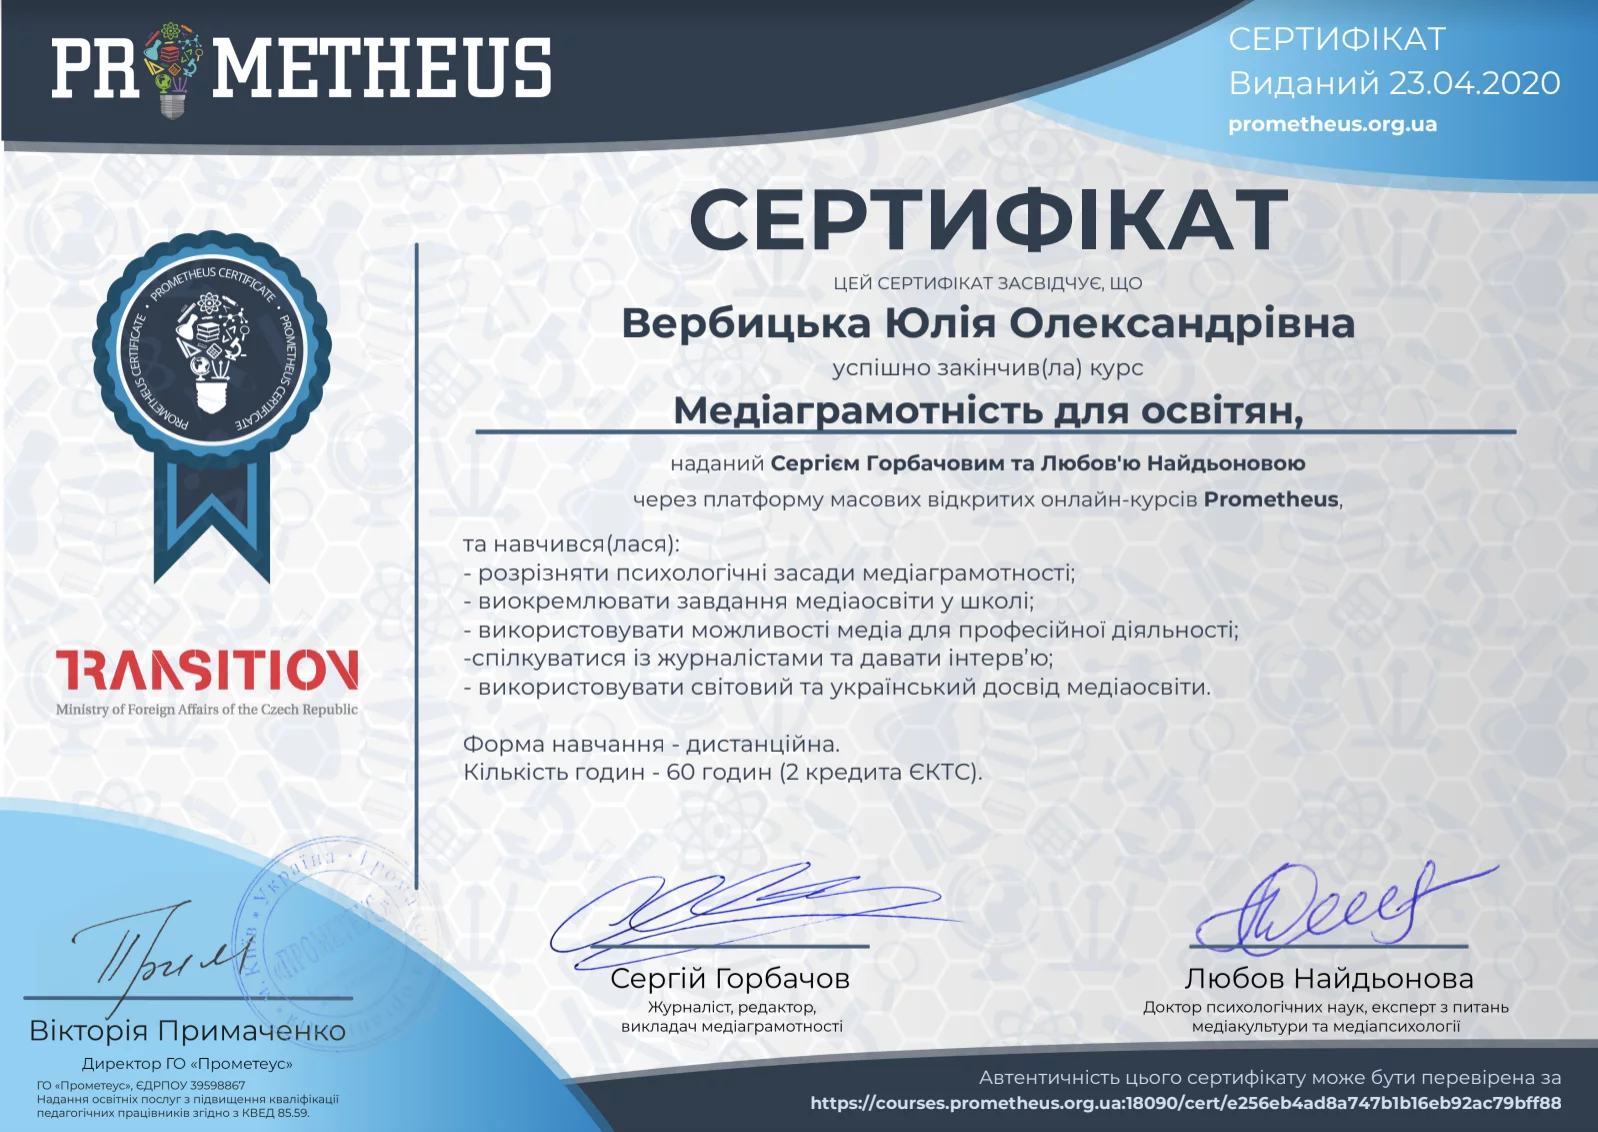 PROMETHEUS
СЕРТИФІКАТ
Виданий 23.04.2020
prometheus.org.ua
СЕРТИФІКАТ
ЦЕЙ СЕРТИФІКАТ ЗАСВІДЧУЄ, ЩО
Вербицька Юлія Олександрівна
успішно закінчив(ла) курс
Медіаграмотність для освітян,
наданий Сергієм Горбачовим та Любов'ю Найдьоновою
через платформу масових відкритих онлайн-курсів Prometheus,
та навчився(лася):
- розрізняти психологічні засади медіаграмотності;
- виокремлювати завдання медіаосвіти у школі;
- використовувати можливості медіа для професійної діяльності;
-спілкуватися із журналістами та давати інтерв’ю;
- використовувати світовий та український досвід медіаосвіти.
Форма навчання - дистанційна.
Кількість годин - 60 годин (2 кредита ЄКТС).
PROMETHEUS CERTIFICATE • PROMETHEUS CERTIFICATE • PROMETHEUS CERTIFICATE
TRANSITION
Ministry of Foreign Affairs of the Czech Republic
м. Київ • Україна •
ПРОМЕТЕУС
Вікторія Примаченко
Директор ГО «Прометеус»
ГО «Прометеус», ЄДРПОУ 39598867
Надання освітніх послуг з підвищення кваліфікації
педагогічних працівників згідно з КВЕД 85.59.
Сергій Горбачов
Журналіст, редактор,
викладач медіаграмотності
Любов Найдьонова
Доктор психологічних наук, експерт з питань
медіакультури та медіапсихології
Автентичність цього сертифікату може бути перевірена за
https://courses.prometheus.org.ua:18090/cert/e256eb4ad8a747b1b16eb92ac79bff88